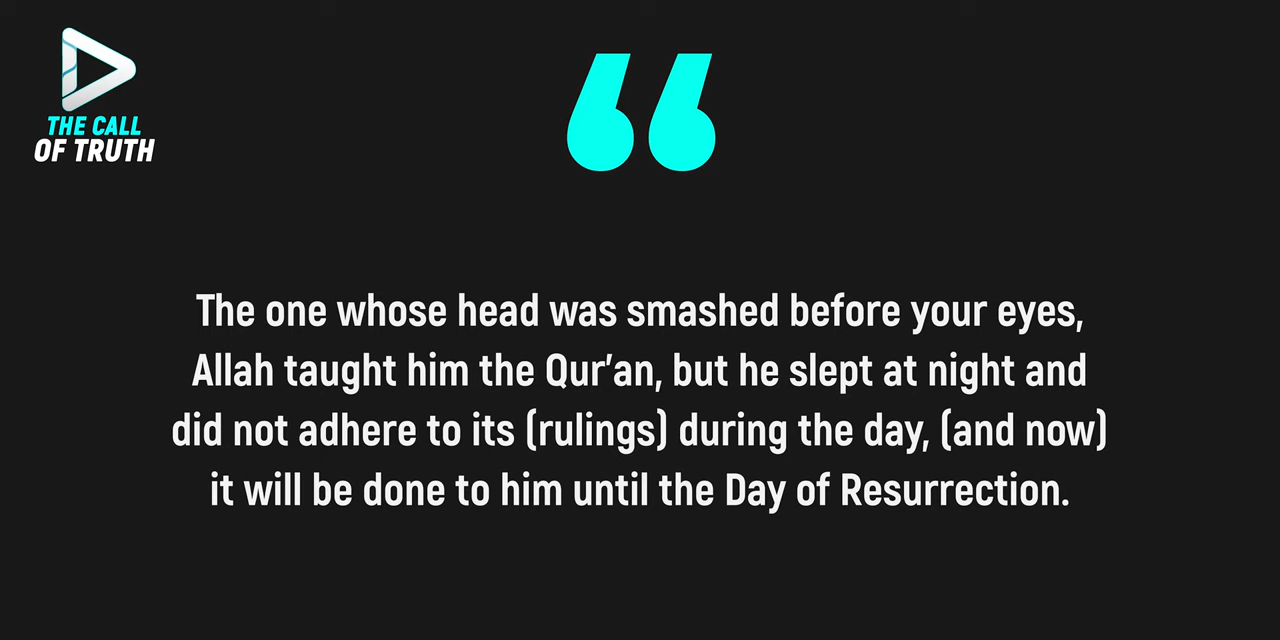 THE CALL
OF TRUTH
“
The one whose head was smashed before your eyes,
Allah taught him the Qur’an, but he slept at night and
did not adhere to its (rulings) during the day, (and now)
it will be done to him until the Day of Resurrection.